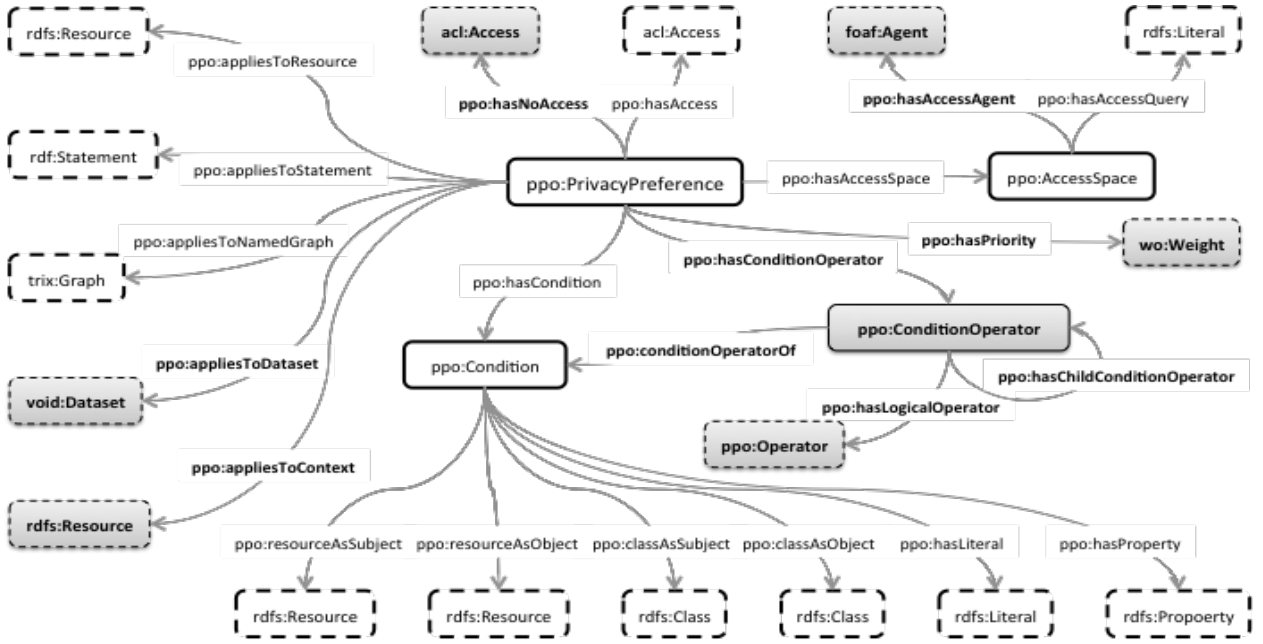 rdfs:Resource
acl:Access
acl:Access
foaf:Agent
rdfs:Literal
ppo:appliesToResource
ppo:hasNoAccess
ppo:hasAccess
ppo:hasAccessAgent
ppo:hasAccessQuery
rdf:Statement
ppo:appliesToStatement
ppo:PrivacyPreference
ppo:hasAccessSpace
ppo:AccessSpace
ppo:appliesToNamedGraph
ppo:hasPriority
wo:Weight
ppo:hasConditionOperator
trix:Graph
ppo:hasCondition
ppo:ConditionOperator
ppo:conditionOperatorOf
ppo:appliesToDataset
ppo:Condition
ppo:hasChildConditionOperator
void:Dataset
ppo:hasLogicalOperator
ppo:Operator
ppo:appliesToContext
rdfs:Resource
ppo:resourceAsSubject
ppo:resourceAsObject
ppo:classAsSubject
ppo:classAsObject
ppo:hasLiteral
ppo:hasProperty
rdfs:Resource
rdfs:Resource
rdfs:Class
rdfs:Class
rdfs:Literal
rdfs:Propoerty